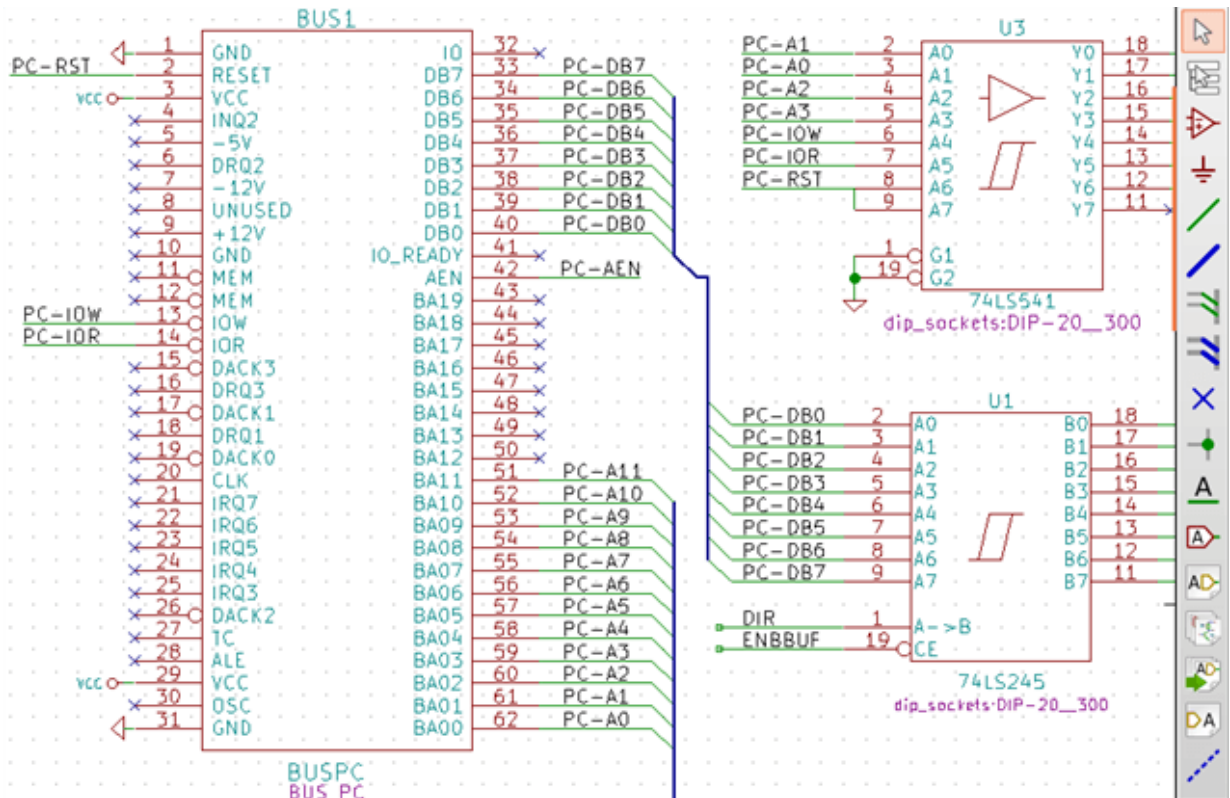 BUS1
1 GND
PC-RST 2 RESET
VCC 3 VCC
4 INQ2
5 -5V
6 DRQ2
7 -12V
8 UNUSED
9 +12V
10 GND
11 MEM
12 MEM
PC-IOW 13 IOW
PC-IOR 14 IOR
15 DACK3
16 DRQ3
17 DACK1
18 DRQ1
19 DACK0
20 CLK
21 IRQ7
22 IRQ6
23 IRQ5
24 IRQ4
25 IRQ3
26 DACK2
27 TC
28 ALE
VCC 29 VCC
30 OSC
31 GND
IO 32
DB7 33 PC-DB7
DB6 34 PC-DB6
DB5 35 PC-DB5
DB4 36 PC-DB4
DB3 37 PC-DB3
DB2 38 PC-DB2
DB1 39 PC-DB1
DB0 40 PC-DB0
IO_READY 41
AEN 42 PC-AEN
BA19 43
BA18 44
BA17 45
BA16 46
BA15 47
BA14 48
BA13 49
BA12 50
BA11 51 PC-A11
BA10 52 PC-A10
BA09 53 PC-A9
BA08 54 PC-A8
BA07 55 PC-A7
BA06 56 PC-A6
BA05 57 PC-A5
BA04 58 PC-A4
BA03 59 PC-A3
BA02 60 PC-A2
BA01 61 PC-A1
BA00 62 PC-A0
BUSPC
BUS_PC
U3
PC-A1 2 A0 Y0 18
PC-A0 3 A1 Y1 17
PC-A2 4 A2 Y2 16
PC-A3 5 A3 Y3 15
PC-IOW 6 A4 Y4 14
PC-IOR 7 A5 Y5 13
PC-RST 8 A6 Y6 12
9 A7 Y7 11
1 G1
19 G2
74LS541
dip_sockets:DIP-20__300
U1
PC-DB0 2 A0 B0 18
PC-DB1 3 A1 B1 17
PC-DB2 4 A2 B2 16
PC-DB3 5 A3 B3 15
PC-DB4 6 A4 B4 14
PC-DB5 7 A5 B5 13
PC-DB6 8 A6 B6 12
PC-DB7 9 A7 B7 11
DIR 1 A->B
ENBBUF 19 CE
74LS245
dip_sockets:DIP-20__300
A
A
AD
AD
DA